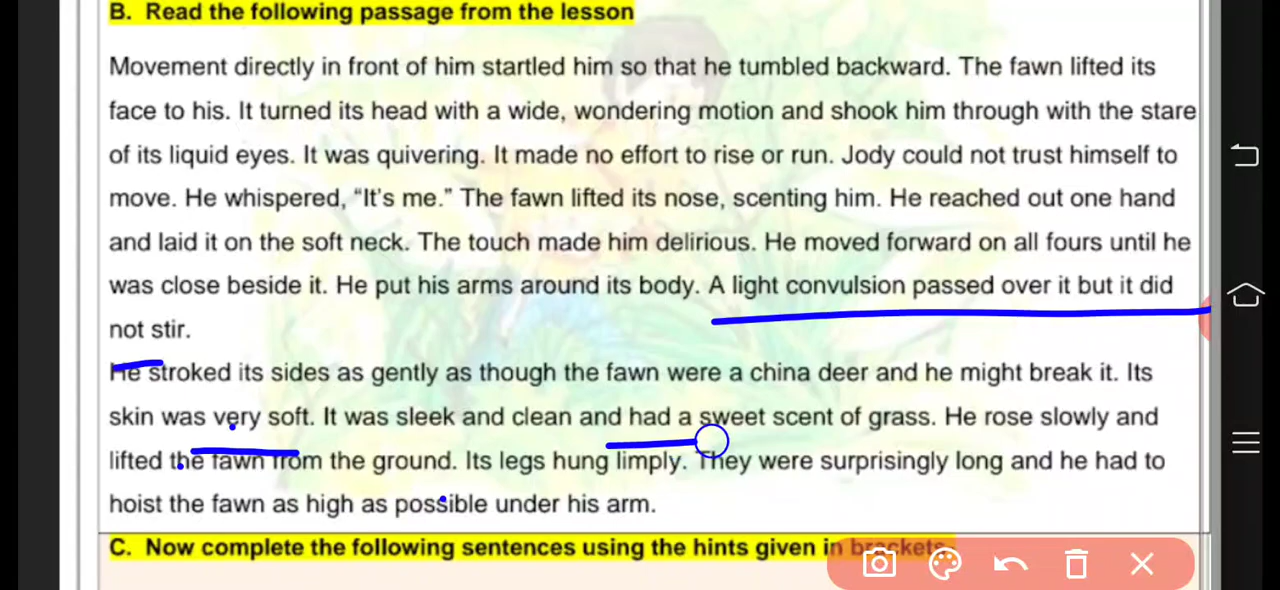 B. Read the following passage from the lesson
Movement directly in front of him startled him so that he tumbled backward. The fawn lifted its
face to his. It turned its head with a wide, wondering motion and shook him through with the stare
of its liquid eyes. It was quivering. It made no effort to rise or run. Jody could not trust himself to
move. He whispered, “It's me.” The fawn lifted its nose, scenting him. He reached out one hand
and laid it on the soft neck. The touch made him delirious. He moved forward on all fours until he
was close beside it. He put his arms around its body. A light convulsion passed over it but it did
not stir.
He stroked its sides as gently as though the fawn were a china deer and he might break it. Its
skin was very soft. It was sleek and clean and had a sweet scent of grass. He rose slowly and
lifted the fawn from the ground. Its legs hung limply. They were surprisingly long and he had to
hoist the fawn as high as possible under his arm.
C. Now complete the following sentences using the hints given in brackets.